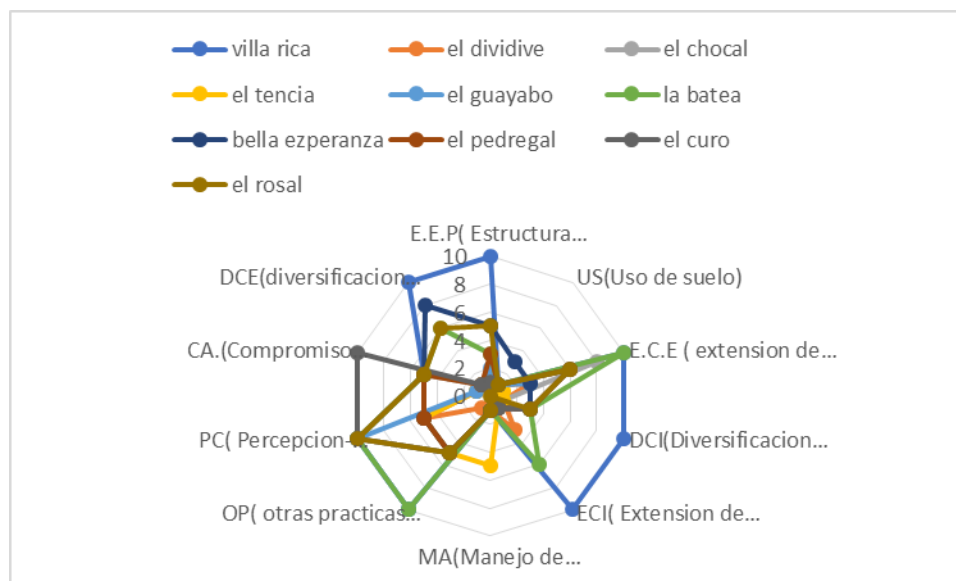 villa rica
el dividive
el chocal
el tencia
el guayabo
la batea
bella ezperanza
el pedregal
el curo
el rosal
E.E.P( Estructura...
10
8
6
4
2
0
US(Uso de suelo)
E.C.E ( extension de...
DCI(Diversificacion...
ECI( Extension de...
MA(Manejo de...
OP( otras practicas...
PC( Percepcion
CA.(Compromiso
DCE(diversificacion...